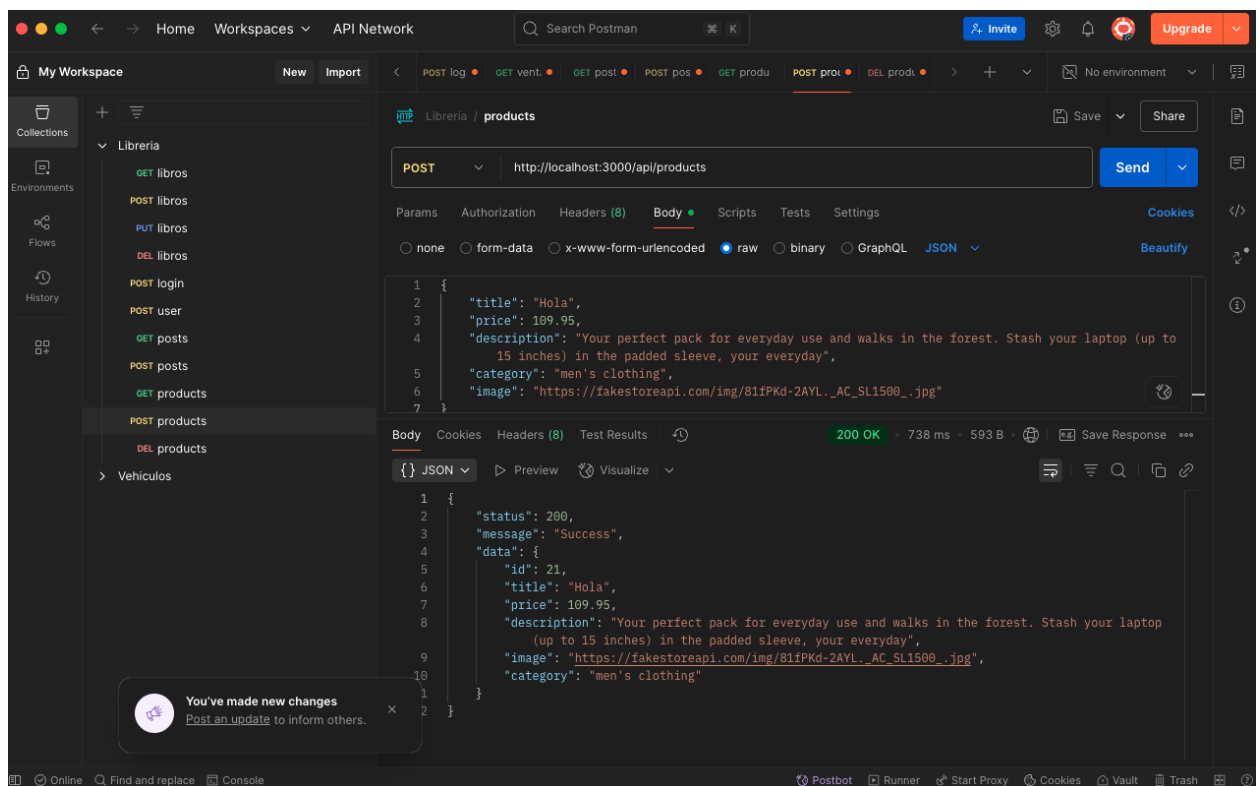 Home Workspaces API Network Search Postman ⌘ K Invite Upgrade
My Workspace New Import POST log GET vent. POST GET post POST pos GET produ POST prou DEL produ No environment
Collections
Environments
Flows
History
Libreria
GET libros
POST libros
PUT libros
DEL libros
POST login
POST user
GET posts
POST posts
GET products
POST products
DEL products
Vehiculos
HTTP Libreria / products Save Share
POST http://localhost:3000/api/products Send
Params Authorization Headers (8) Body Scripts Tests Settings Cookies
none form-data x-www-form-urlencoded raw binary GraphQL JSON Beautify
1 {
2 "title": "Hola",
3 "price": 109.95,
4 "description": "Your perfect pack for everyday use and walks in the forest. Stash your laptop (up to
15 inches) in the padded sleeve, your everyday",
5 "category": "men's clothing",
6 "image": "https://fakestoreapi.com/img/81fPKd-2AYL._AC_SL1500_.jpg"
7 }
Body Cookies Headers (8) Test Results 200 OK • 738 ms • 593 B • e.g. Save Response
{} JSON Preview Visualize
1 {
2 "status": 200,
3 "message": "Success",
4 "data": {
5 "id": 21,
6 "title": "Hola",
7 "price": 109.95,
8 "description": "Your perfect pack for everyday use and walks in the forest. Stash your laptop
(up to 15 inches) in the padded sleeve, your everyday",
9 "image": "https://fakestoreapi.com/img/81fPKd-2AYL._AC_SL1500_.jpg",
10 "category": "men's clothing"
1 }
2 }
You've made new changes
Post an update to inform others.
Online Find and replace Console Postbot Runner Start Proxy Cookies Vault Trash